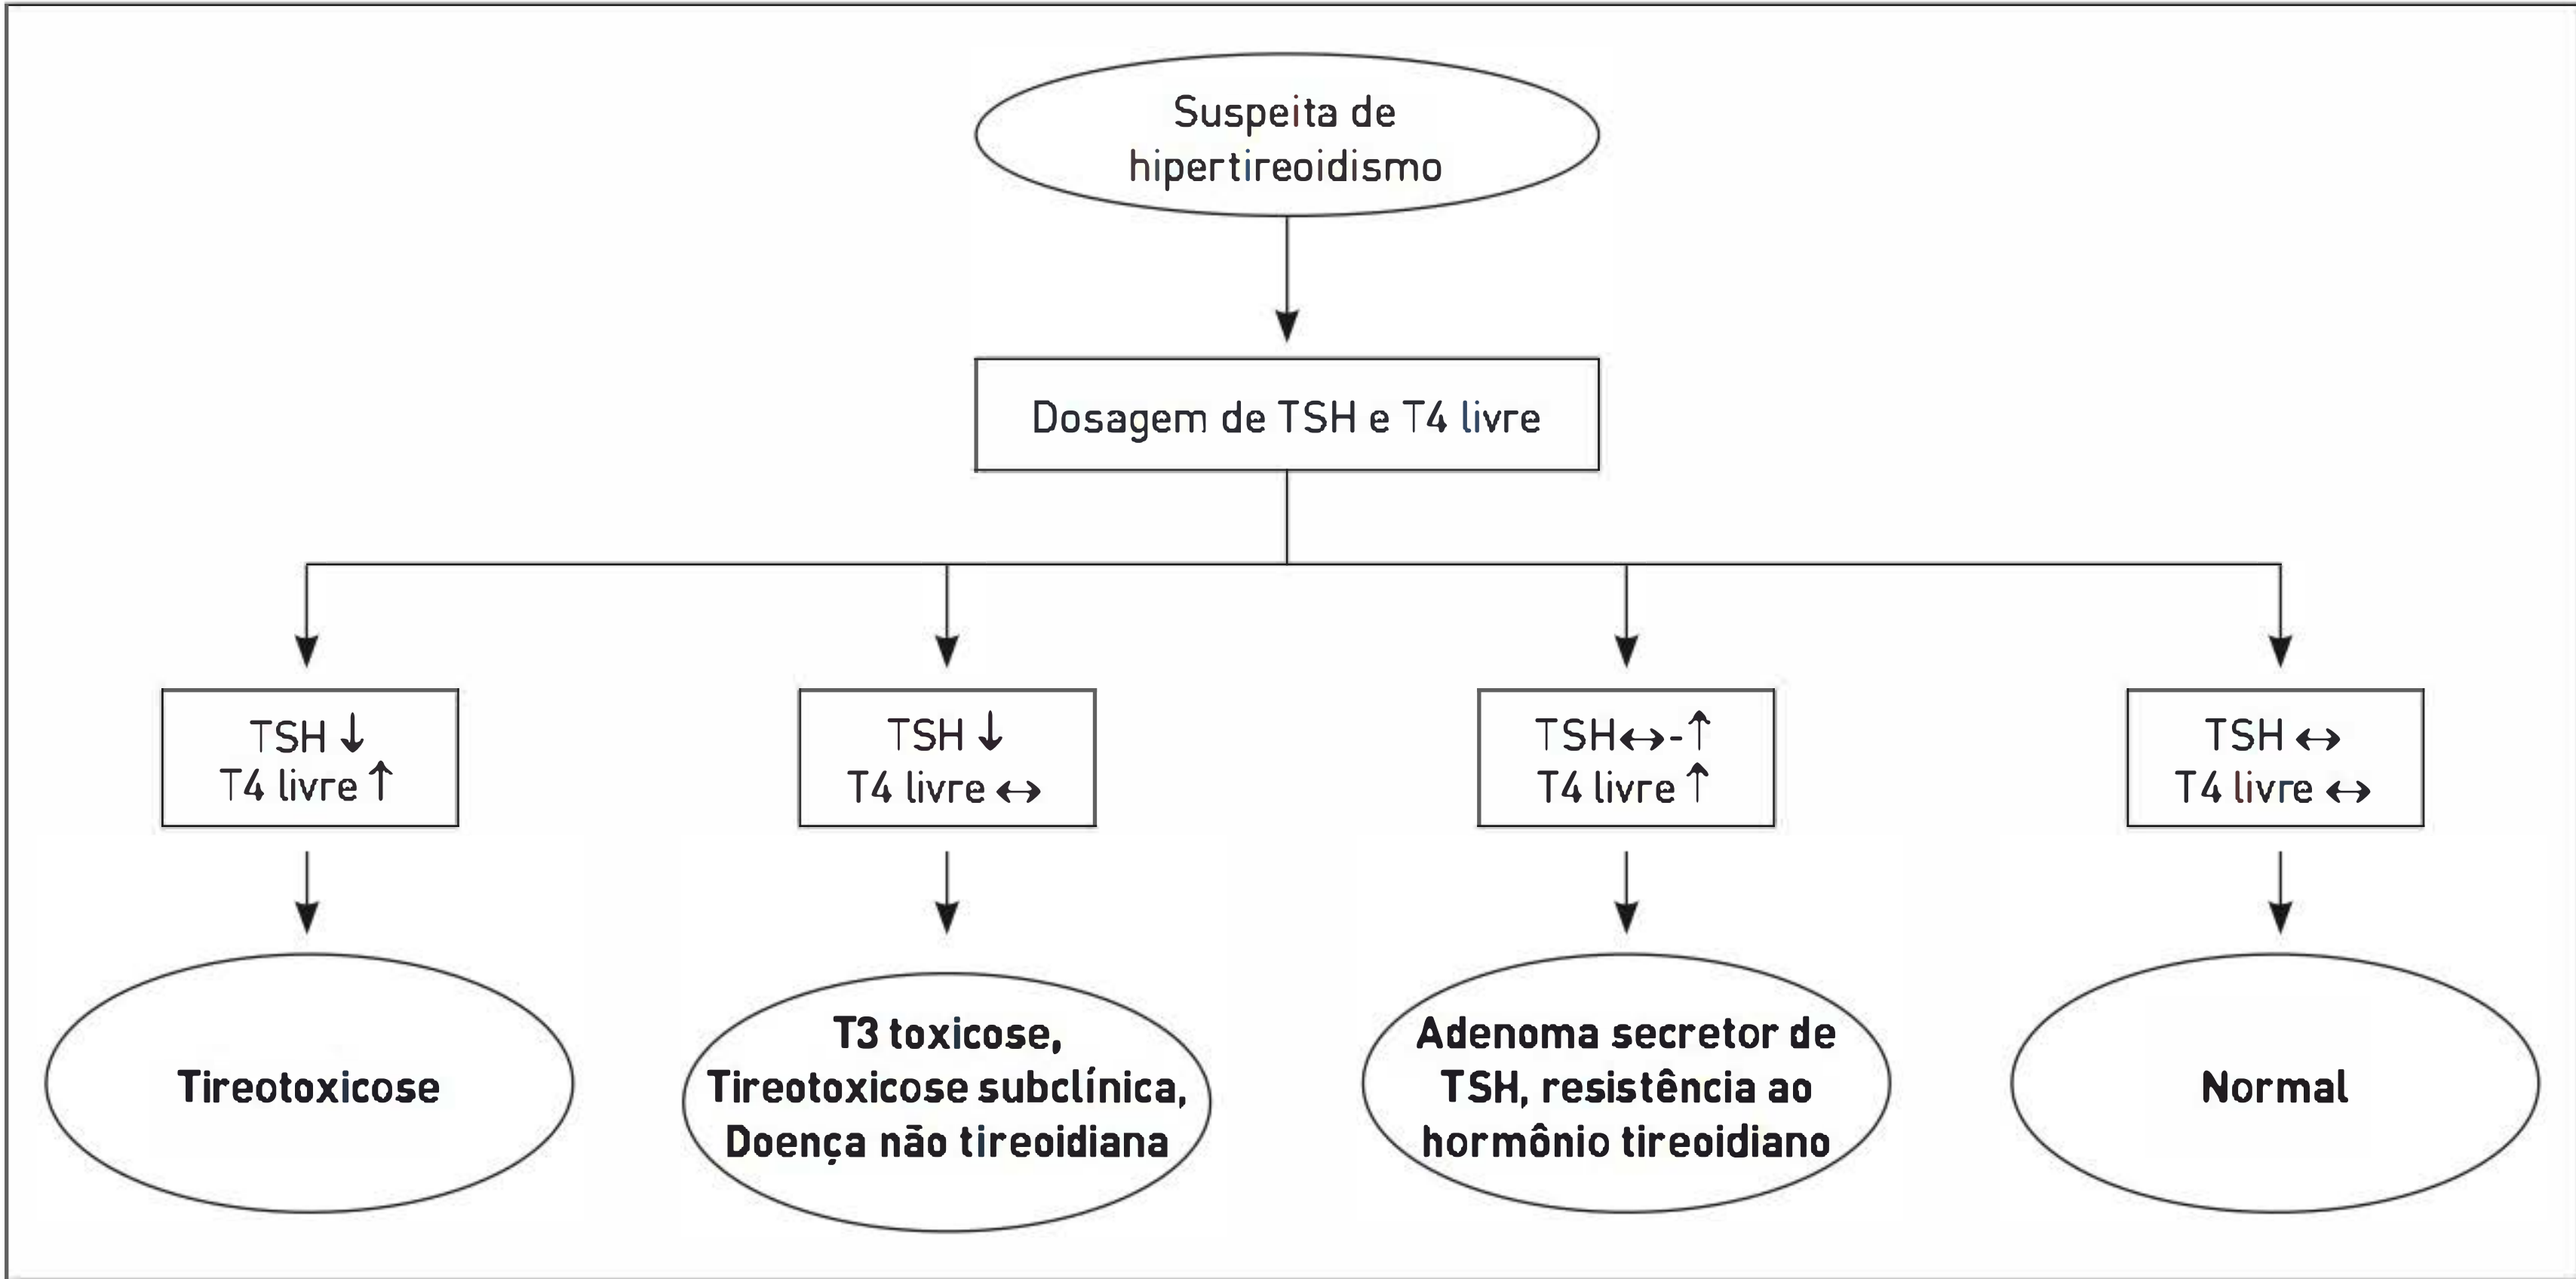 Suspeita de
hipertireoidismo
Dosagem de TSH e T4 livre
TSH ↓
T4 livre ↑
TSH ↓
T4 livre ↔
TSH↔-↑
T4 livre ↑
TSH ↔
T4 livre ↔
Tireotoxicose
T3 toxicose,
Tireotoxicose subclínica,
Doença não tireoidiana
Adenoma secretor de
TSH, resistência ao
hormônio tireoidiano
Normal